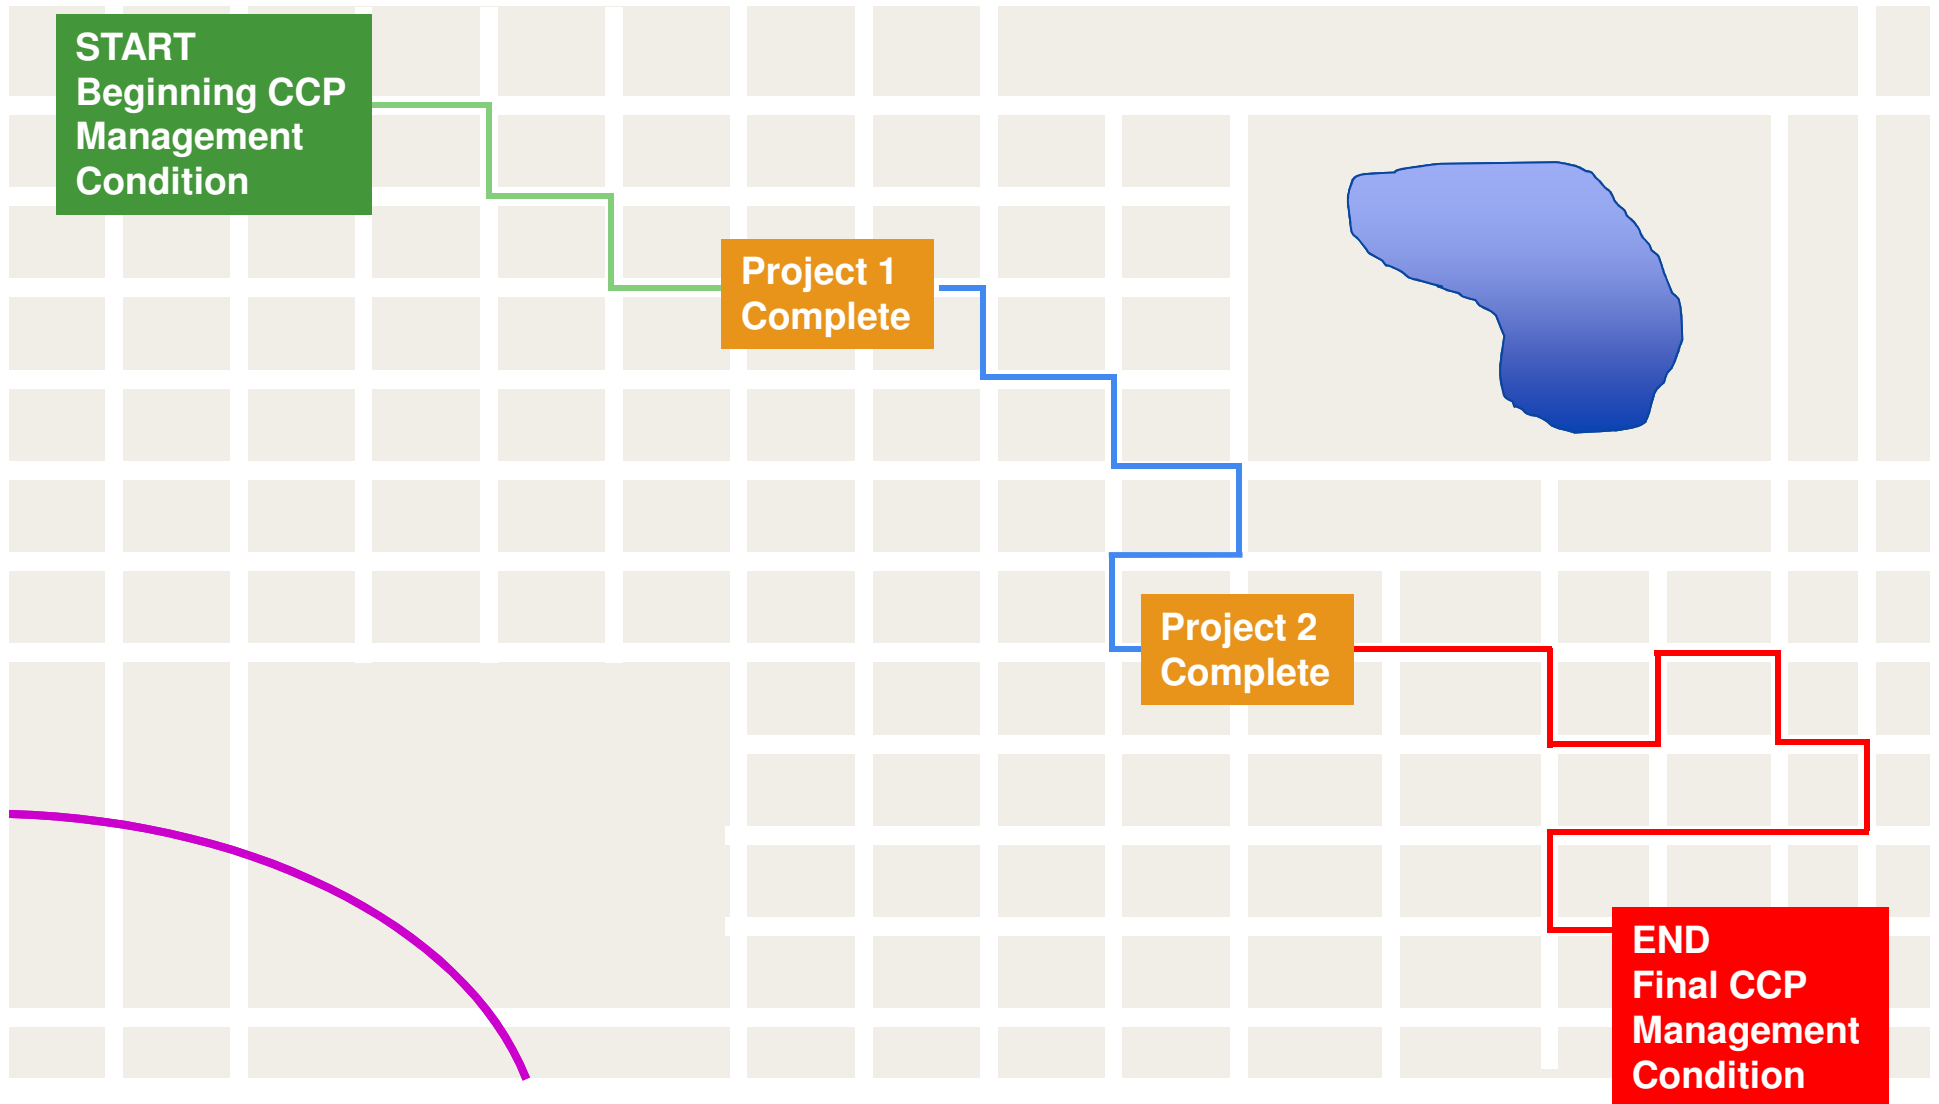 START
Beginning CCP
Management
Condition
Project 1
Complete
Project 2
Complete
END
Final CCP
Management
Condition